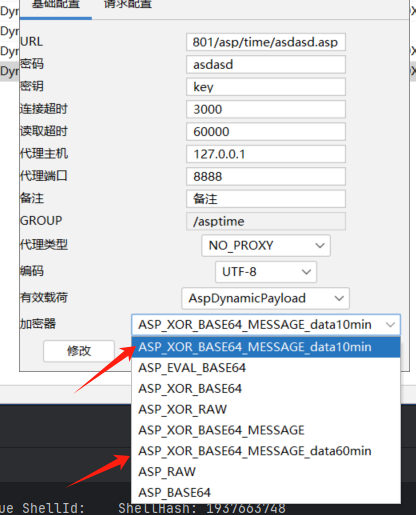 基础配置
请求配置
Dyr
Dyr
Dyr
Dyr
URL
801/asp/time/asdasd.asp
密码
asdasd
密钥
key
连接超时
3000
读取超时
60000
代理主机
127.0.0.1
代理端口
8888
备注
备注
GROUP
/asptime
代理类型
NO_PROXY
编码
UTF-8
有效载荷
AspDynamicPayload
加密器
ASP_XOR_BASE64_MESSAGE_data10min
修改
ASP_XOR_BASE64_MESSAGE_data10min
ASP_EVAL_BASE64
ASP_XOR_BASE64
ASP_XOR_RAW
ASP_XOR_BASE64_MESSAGE
ASP_XOR_BASE64_MESSAGE_data60min
ASP_RAW
ASP_BASE64
ue ShellId: ShellHash: 1937663748